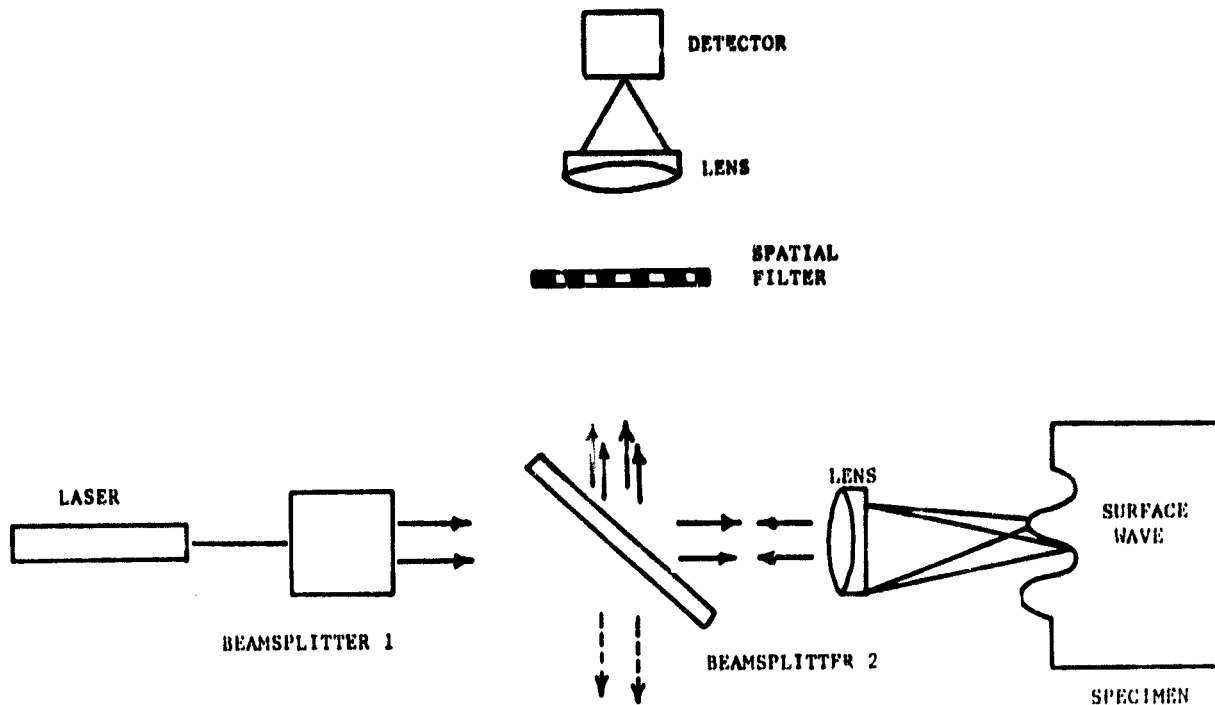 DETECTOR
LENS
SPATIAL
FILTER
LASER
LENS
SURFACE
WAVE
BEAMSPLITTER 1
BEAMSPLITTER 2
SPECIMEN